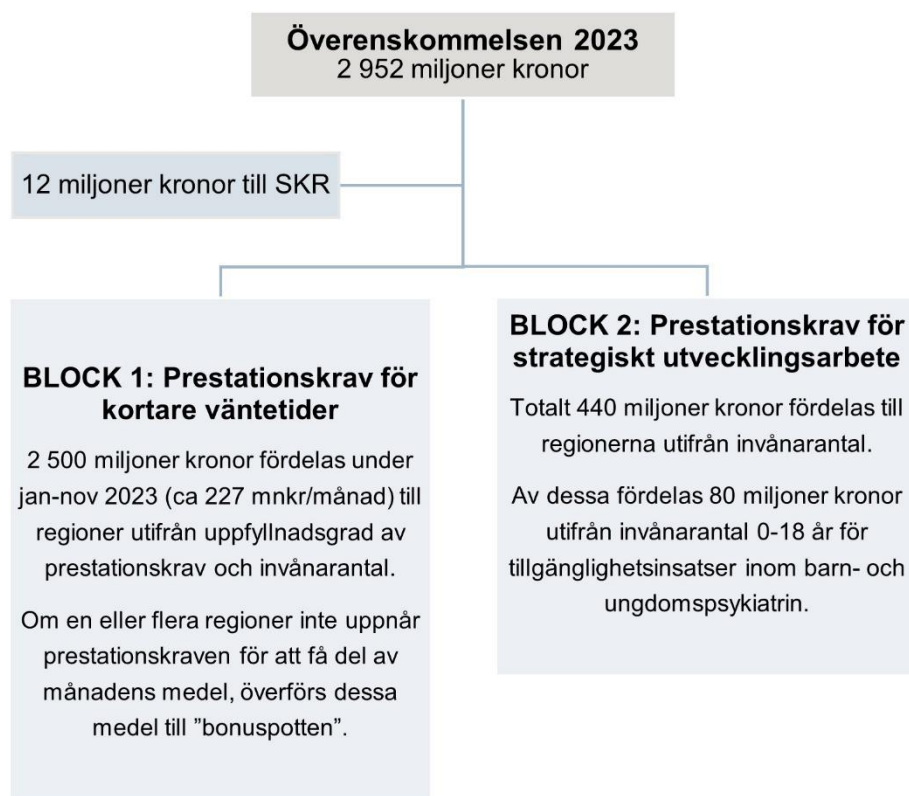 Överenskommelsen 2023
2 952 miljoner kronor
12 miljoner kronor till SKR
BLOCK 1: Prestationskrav för
kortare väntetider
2 500 miljoner kronor fördelas under
jan-nov 2023 (ca 227 mnkr/månad) till
regioner utifrån uppfyllnadsgrad av
prestationskrav och invånarantal.
Om en eller flera regioner inte uppnår
prestationskraven för att få del av
månadens medel, överförs dessa
medel till ”bonuspotten”.
BLOCK 2: Prestationskrav för
strategiskt utvecklingsarbete
Totalt 440 miljoner kronor fördelas till
regionerna utifrån invånarantal.
Av dessa fördelas 80 miljoner kronor
utifrån invånarantal 0-18 år för
tillgänglighetsinsatser inom barn- och
ungdomspsykiatrin.